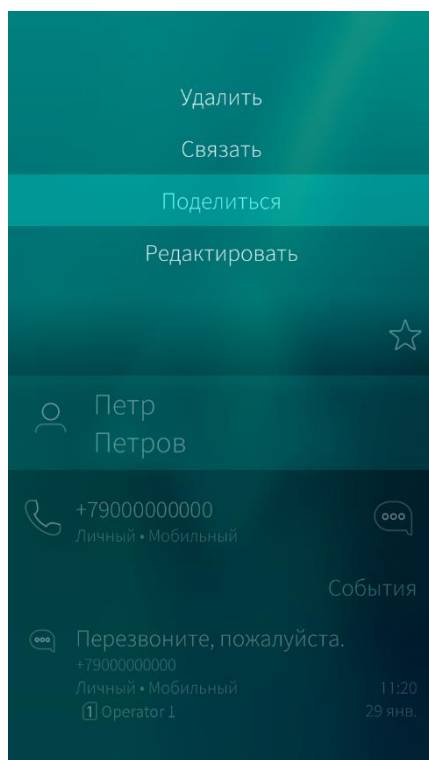 Удалить
Связать
Поделиться
Редактировать
Петр
Петров
+79000000000
Личный • Мобильный
События
Перезвоните, пожалуйста.
+79000000000
Личный • Мобильный 11:20
1 Operator 1 29 янв.